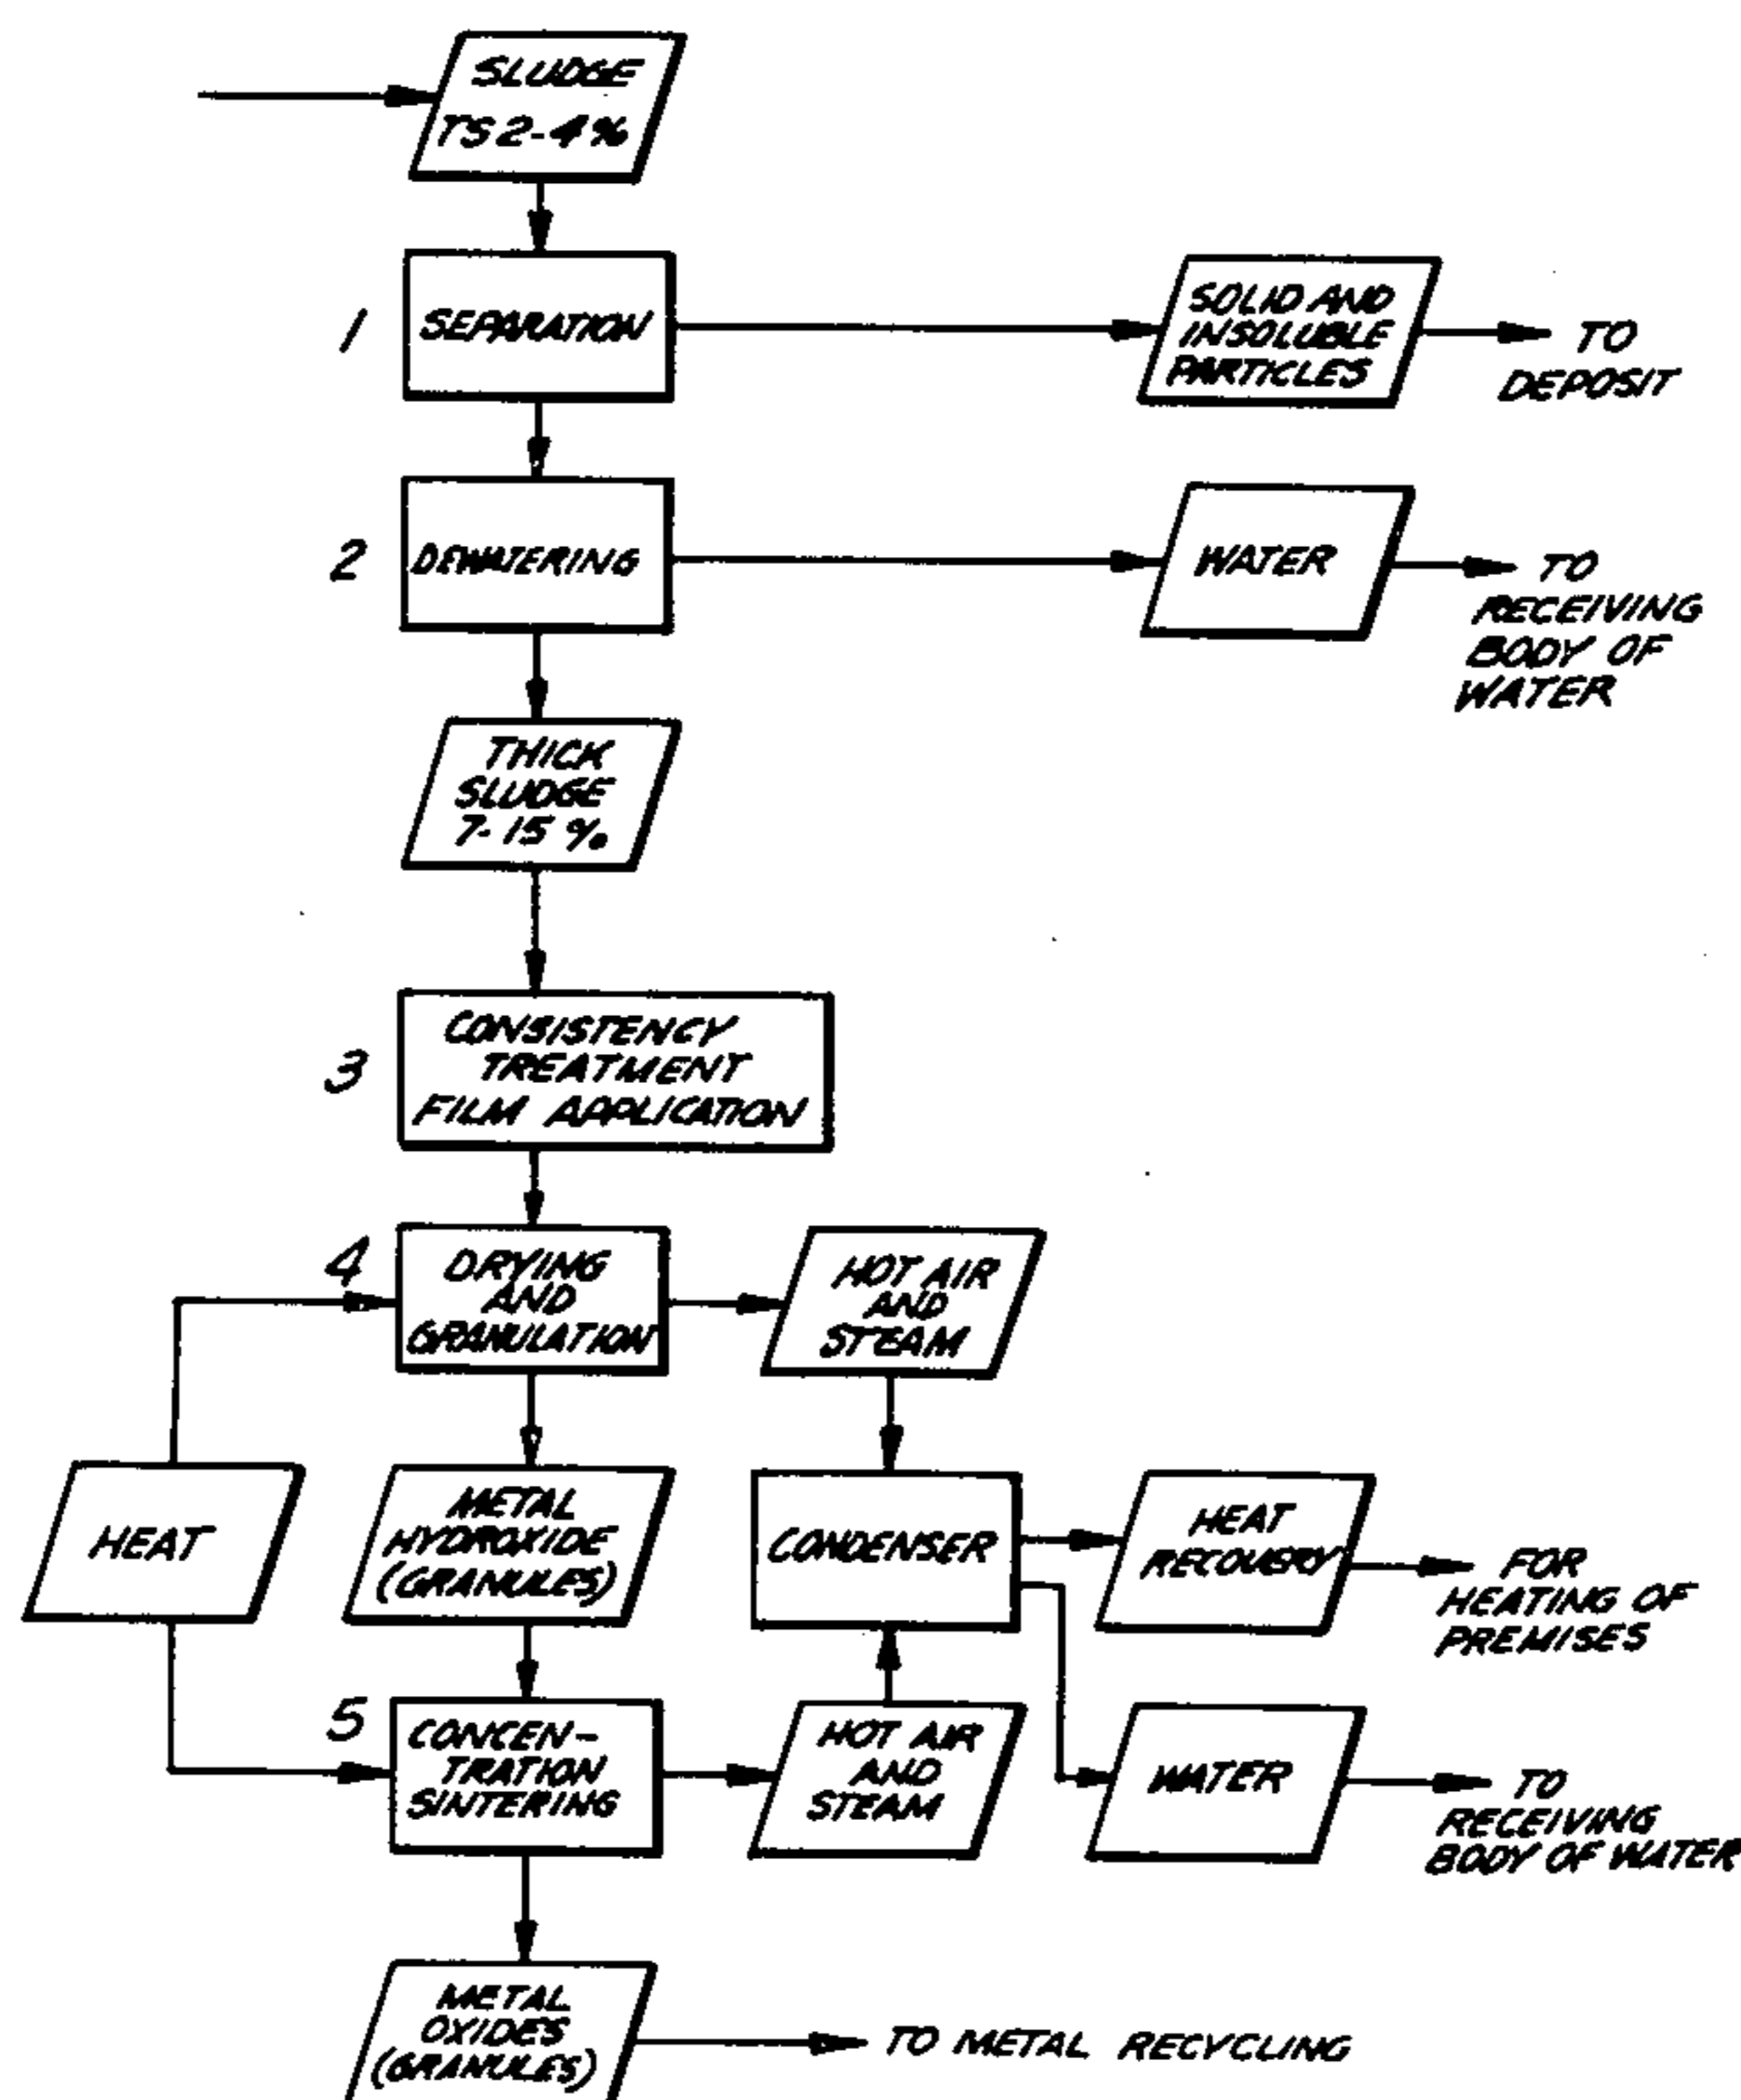 SLUDGE
TS 2-4%
1
SEPARATION
SOLID AND
INSOLUBLE
PARTICLES
TO
DEPOSIT
2
DEWATERING
WATER
TO
RECEIVING
BODY OF
WATER
THICK
SLUDGE
7-15 %
3
CONSISTENCY
TREATMENT
FILM APPLICATION
4
DRYING
AND
GRANULATION
HOT AIR
AND
STEAM
HEAT
METAL
HYDROXIDE
(GRANULES)
CONDENSER
HEAT
RECOVERY
FOR
HEATING OF
PREMISES
5
CONCEN-
TRATION
SINTERING
HOT AIR
AND
STEAM
WATER
TO
RECEIVING
BODY OF WATER
METAL
OXIDES
(GRANULES)
TO METAL RECYCLING